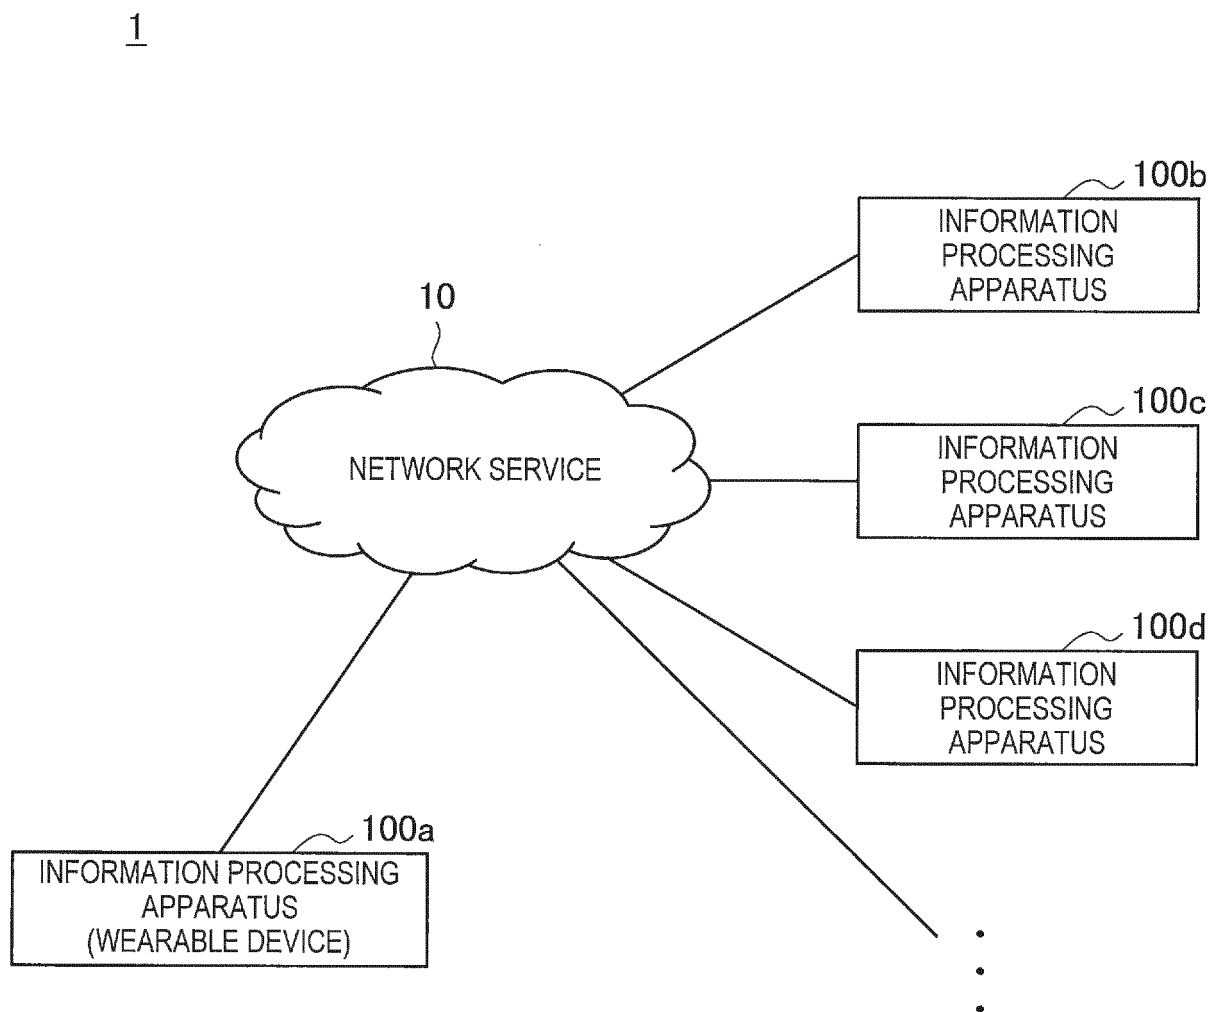 1
100b
INFORMATION
PROCESSING
APPARATUS
10
NETWORK SERVICE
100c
INFORMATION
PROCESSING
APPARATUS
100d
INFORMATION
PROCESSING
APPARATUS
100a
INFORMATION PROCESSING
APPARATUS
(WEARABLE DEVICE)